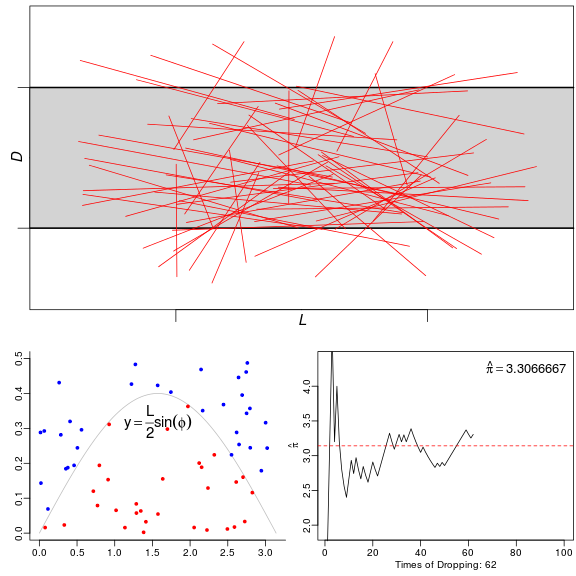 D
L
0.5
0.4
0.3
0.2
0.1
0.0
y = L/2 sin(ϕ)
0.0 0.5 1.0 1.5 2.0 2.5 3.0
π̂ = 3.3066667
4.0
3.5
3.0
2.5
2.0
π̂
0 20 40 60 80 100
Times of Dropping: 62